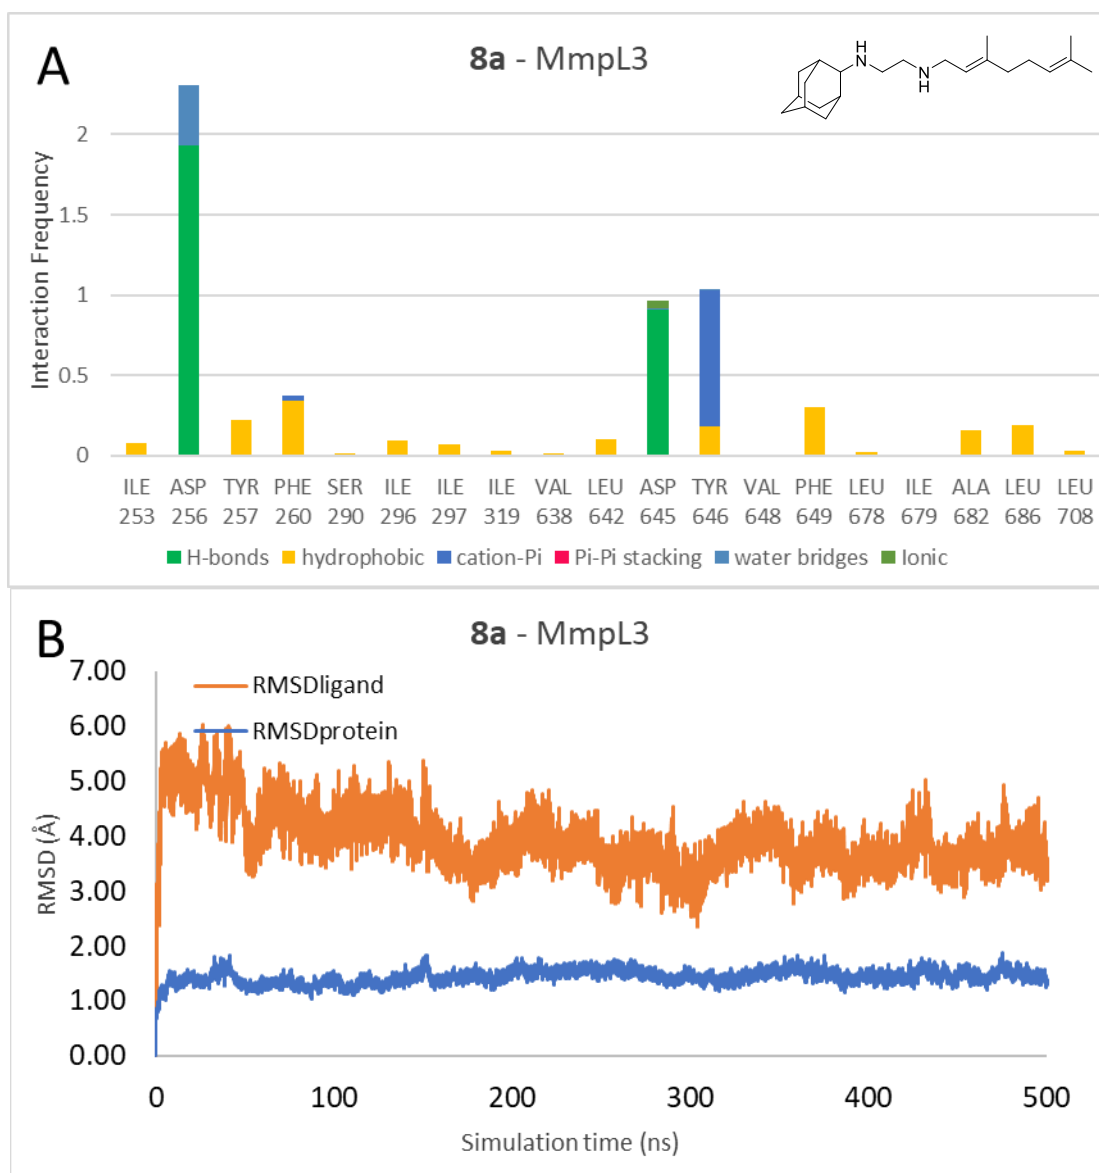 A
8a - MmpL3
H
N
N
H
Interaction Frequency
2
1.5
1
0.5
0
ILE ASP TYR PHE SER ILE ILE ILE VAL LEU ASP TYR VAL PHE LEU ILE ALA LEU LEU
253 256 257 260 290 296 297 319 638 642 645 646 648 649 678 679 682 686 708
H-bonds hydrophobic cation-Pi Pi-Pi stacking water bridges Ionic
B
8a - MmpL3
7.00
6.00
5.00
4.00
3.00
2.00
1.00
0.00
RMSD (Å)
RMSDligand
RMSDprotein
0 100 200 300 400 500
Simulation time (ns)